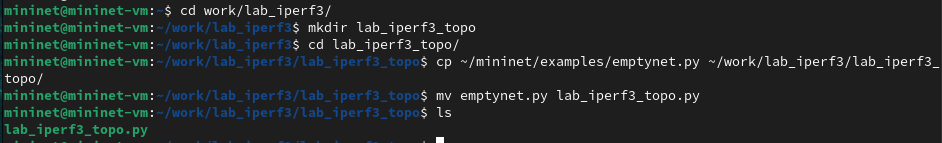 mininet@mininet-vm:~$ cd work/lab_iperf3/
mininet@mininet-vm:~/work/lab_iperf3$ mkdir lab_iperf3_topo
mininet@mininet-vm:~/work/lab_iperf3$ cd lab_iperf3_topo/
mininet@mininet-vm:~/work/lab_iperf3/lab_iperf3_topo$ cp ~/mininet/examples/emptynet.py ~/work/lab_iperf3/lab_iperf3_
topo/
mininet@mininet-vm:~/work/lab_iperf3/lab_iperf3_topo$ mv emptynet.py lab_iperf3_topo.py
mininet@mininet-vm:~/work/lab_iperf3/lab_iperf3_topo$ ls
lab_iperf3_topo.py